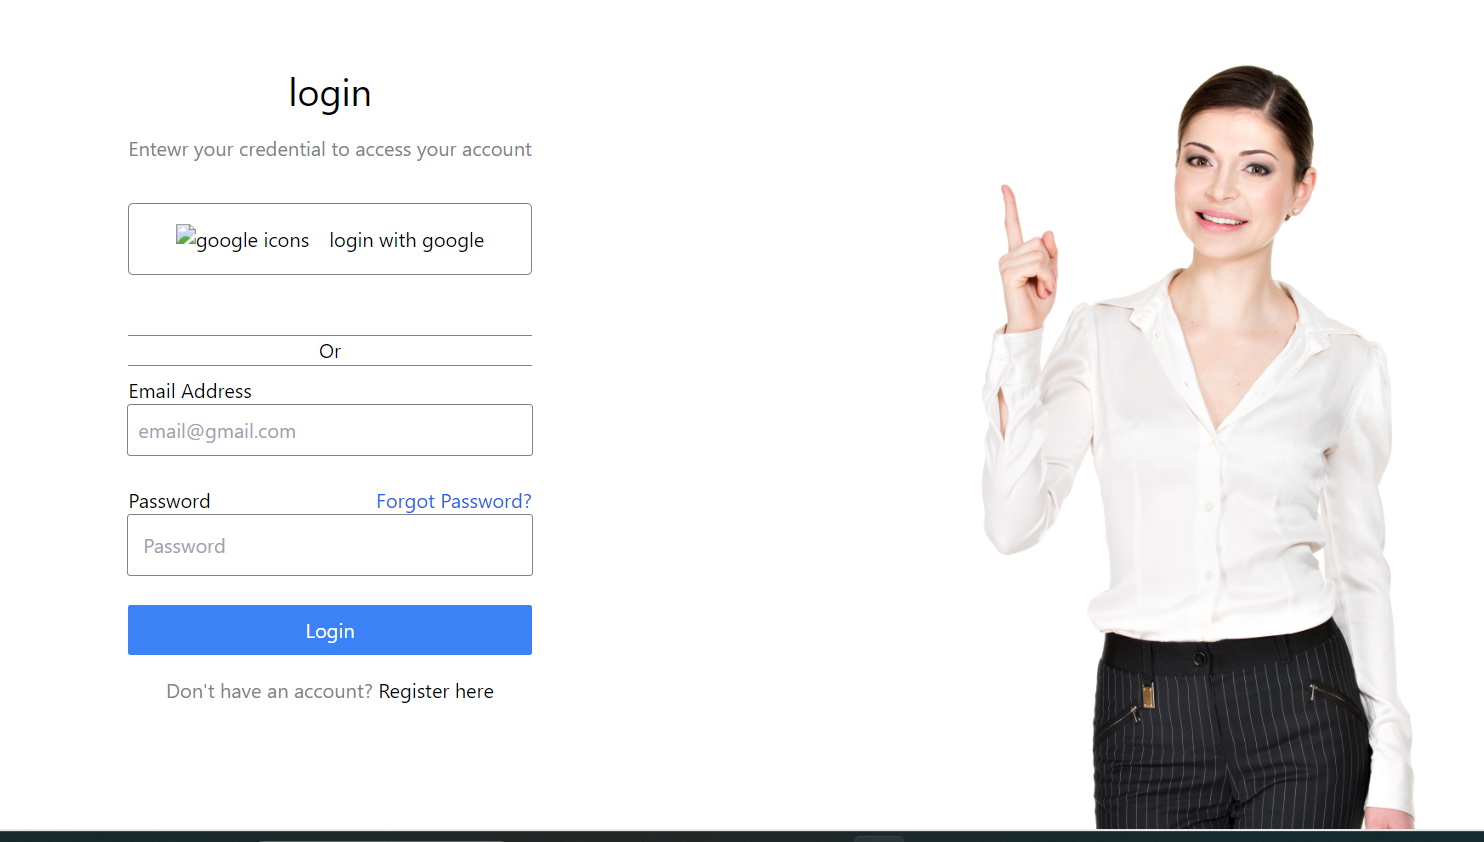 login
Entewr your credential to access your account
google icons login with google
Or
Email Address
email@gmail.com
Password Forgot Password?
Password
Login
Don't have an account? Register here